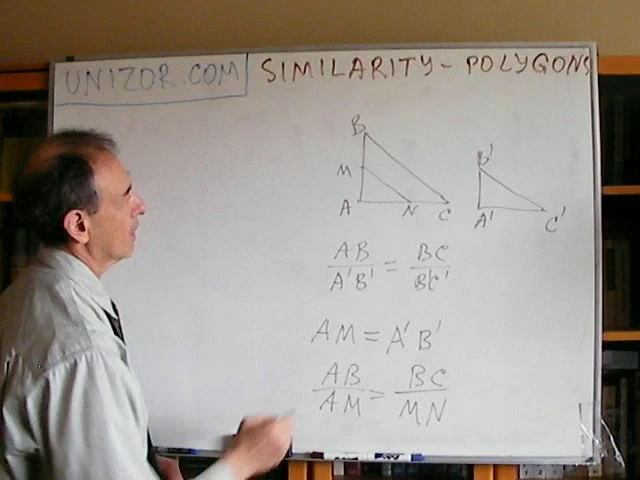 UNIZOR.COM SIMILARITY - POLYGONS
B
M
A N C
B'
A' C'
AB/A'B' = BC/B'C'
AM = A'B'
AB/AM = BC/MN